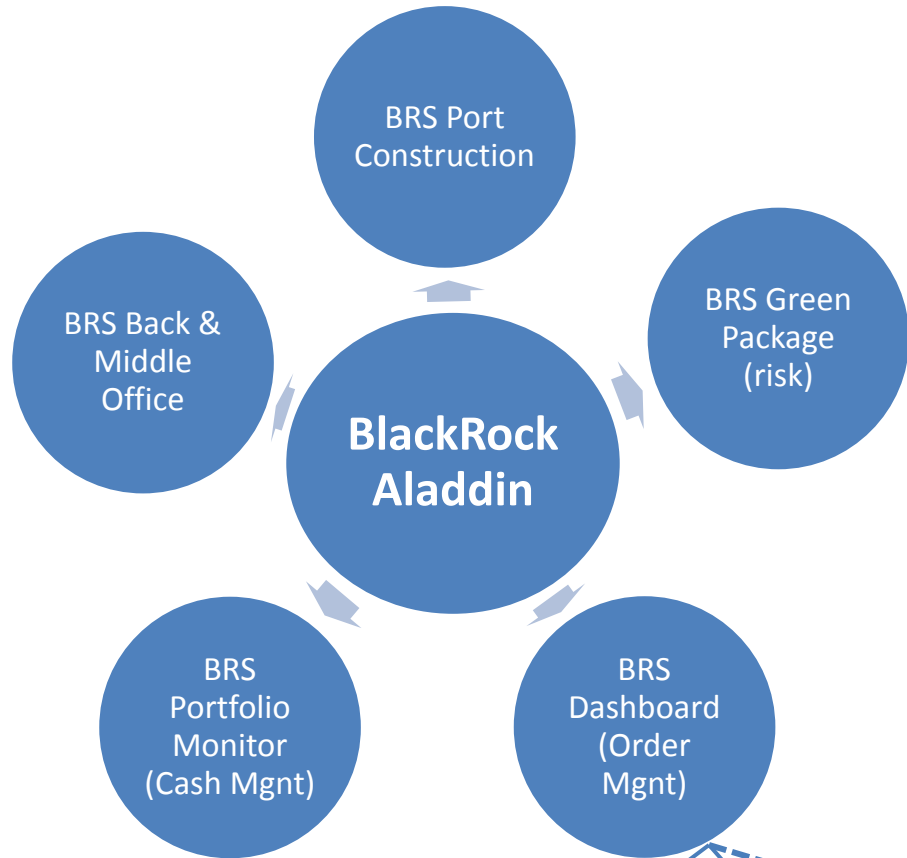 BRS Port
Construction
BRS Green
Package
(risk)
BRS Back &
Middle
Office
BlackRock
Aladdin
BRS
Portfolio
Monitor
(Cash Mgnt)
BRS
Dashboard
(Order
Mgnt)